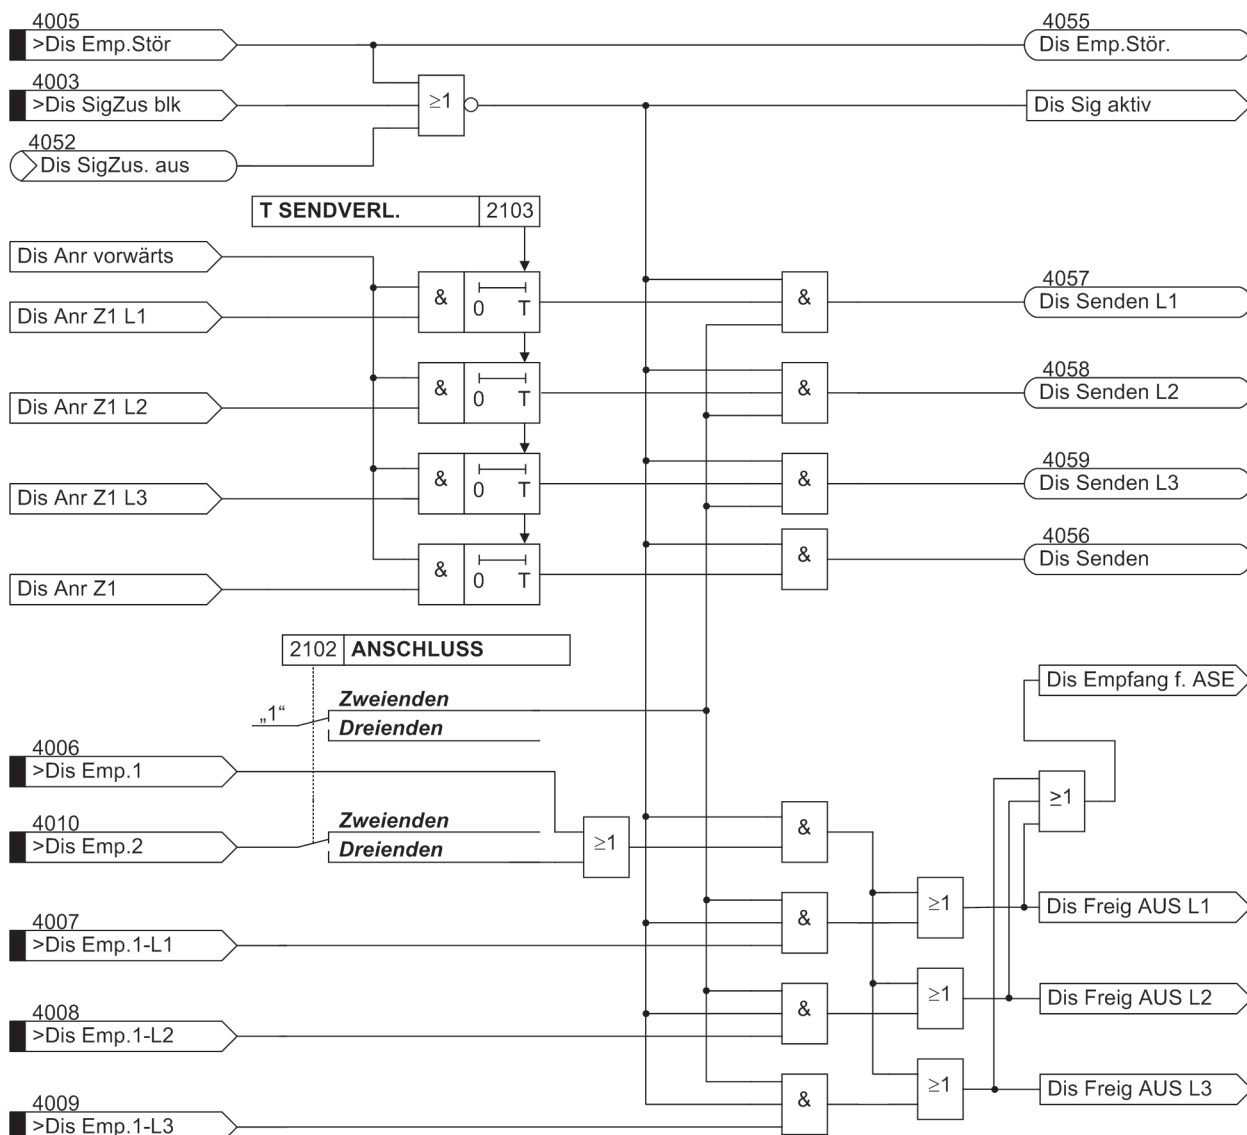 4005
>Dis Emp.Stör
4055
Dis Emp.Stör.
4003
>Dis SigZus blk
≥1
Dis Sig aktiv
4052
Dis SigZus. aus
T SENDVERL. 2103
Dis Anr vorwärts
& 0 T
&
4057
Dis Senden L1
Dis Anr Z1 L1
& 0 T
&
4058
Dis Senden L2
Dis Anr Z1 L2
& 0 T
&
4059
Dis Senden L3
Dis Anr Z1 L3
& 0 T
&
4056
Dis Senden
Dis Anr Z1
2102 ANSCHLUSS
Dis Empfang f. ASE
„1“
Zweienden
Dreienden
4006
>Dis Emp.1
≥1
4010
>Dis Emp.2
Zweienden
Dreienden
≥1
&
4007
>Dis Emp.1-L1
&
≥1
Dis Freig AUS L1
4008
>Dis Emp.1-L2
&
≥1
Dis Freig AUS L2
4009
>Dis Emp.1-L3
&
≥1
Dis Freig AUS L3